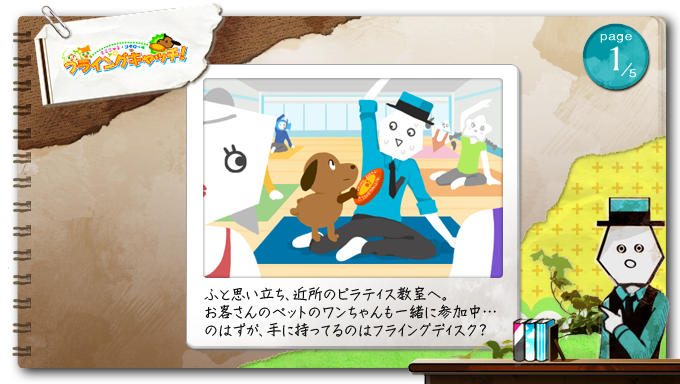 フライングキャッチ!
page
1/5
ふと思い立ち、近所のピラティス教室へ。
お客さんのペットのワンちゃんも一緒に参加中…
のはずが、手に持ってるのはフライングディスク?